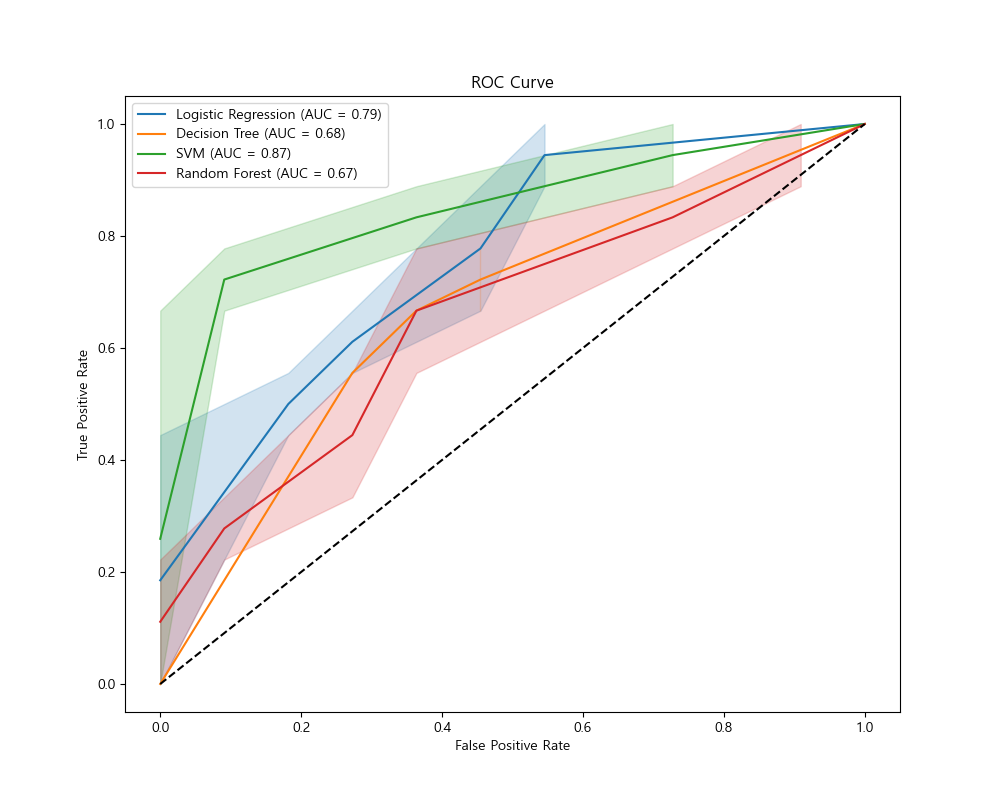 ROC Curve
Logistic Regression (AUC = 0.79)
Decision Tree (AUC = 0.68)
SVM (AUC = 0.87)
Random Forest (AUC = 0.67)
1.0
0.8
0.6
0.4
0.2
0.0
True Positive Rate
0.0 0.2 0.4 0.6 0.8 1.0
False Positive Rate